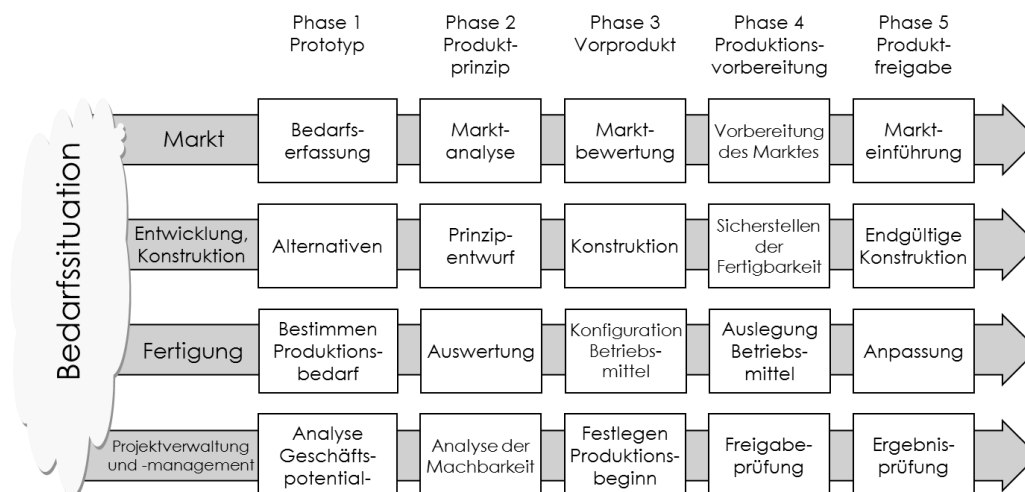 Phase 1
Prototyp
Phase 2
Produkt-
prinzip
Phase 3
Vorprodukt
Phase 4
Produktions-
vorbereitung
Phase 5
Produkt-
freigabe
Bedarfssituation
Markt
Bedarfs-
erfassung
Markt-
analyse
Markt-
bewertung
Vorbereitung
des Marktes
Markt-
einführung
Entwicklung,
Konstruktion
Alternativen
Prinzip-
entwurf
Konstruktion
Sicherstellen
der
Fertigbarkeit
Endgültige
Konstruktion
Fertigung
Bestimmen
Produktions-
bedarf
Auswertung
Konfiguration
Betriebs-
mittel
Auslegung
Betriebs-
mittel
Anpassung
Projektverwaltung
und -management
Analyse
Geschäfts-
potential-
Analyse der
Machbarkeit
Festlegen
Produktions-
beginn
Freigabe-
prüfung
Ergebnis-
prüfung